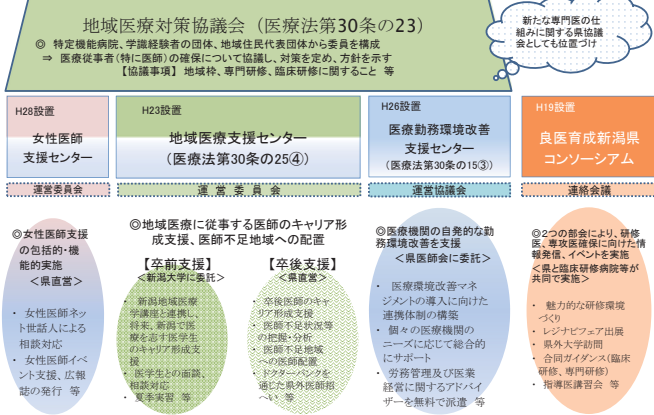 地域医療対策協議会（医療法第30条の23）
◎ 特定機能病院、学識経験者の団体、地域住民代表団体から委員を構成
⇒ 医療従事者(特に医師）の確保について協議し、対策を定め、方針を示す
【協議事項】 地域枠、専門研修、臨床研修に関すること 等
新たな専門医の仕
組みに関する県協議
会としても位置づけ
H28設置
女性医師
支援センター
H23設置
地域医療支援センター
（医療法第30条の25④）
H26設置
医療勤務環境改善
支援センター
（医療法第30条の15③）
H19設置
良医育成新潟県
コンソーシアム
運営委員会
運 営 委 員 会
運営協議会
連絡会議
◎女性医師支援
の包括的・機
能的実施
＜県直営＞
・ 女性医師ネッ
ト世話人による
相談対応
・ 女性医師イベ
ント支援、広報
誌の発行 等
◎地域医療に従事する医師のキャリア形
成支援、医師不足地域への配置
【卒前支援】
＜新潟大学に委託＞
・ 新潟地域医療
学講座と連携し、
将来、新潟で医
療を志す医学生
のキャリア形成支
援
・ 医学生との面談、
相談対応
・ 夏季実習 等
【卒後支援】
＜県直営＞
・ 卒後医師のキャ
リア形成支援
・ 医師不足状況等
の把握・分析
・ 医師不足地域
への医師配置
・ ドクターバンクを
通じた県外医師招
へい 等
◎医療機関の自発的な勤
務環境改善を支援
＜県医師会に委託＞
・ 医療環境改善マネ
ジメントの導入に向けた
連携体制の構築
・ 個々の医療機関の
ニーズに応じて総合的
にサポート
・ 労務管理及び医業
経営に関するアドバイ
ザーを無料で派遣 等
◎2つの部会により、研修
医、専攻医確保に向けた情
報発信、イベントを実施
＜県と臨床研修病院等が
共同で実施＞
・ 魅力的な研修環境
づくり
・ レジナビフェア出展
・ 県外大学訪問
・ 合同ガイダンス(臨床
研修、専門研修）
・ 指導医講習会 等